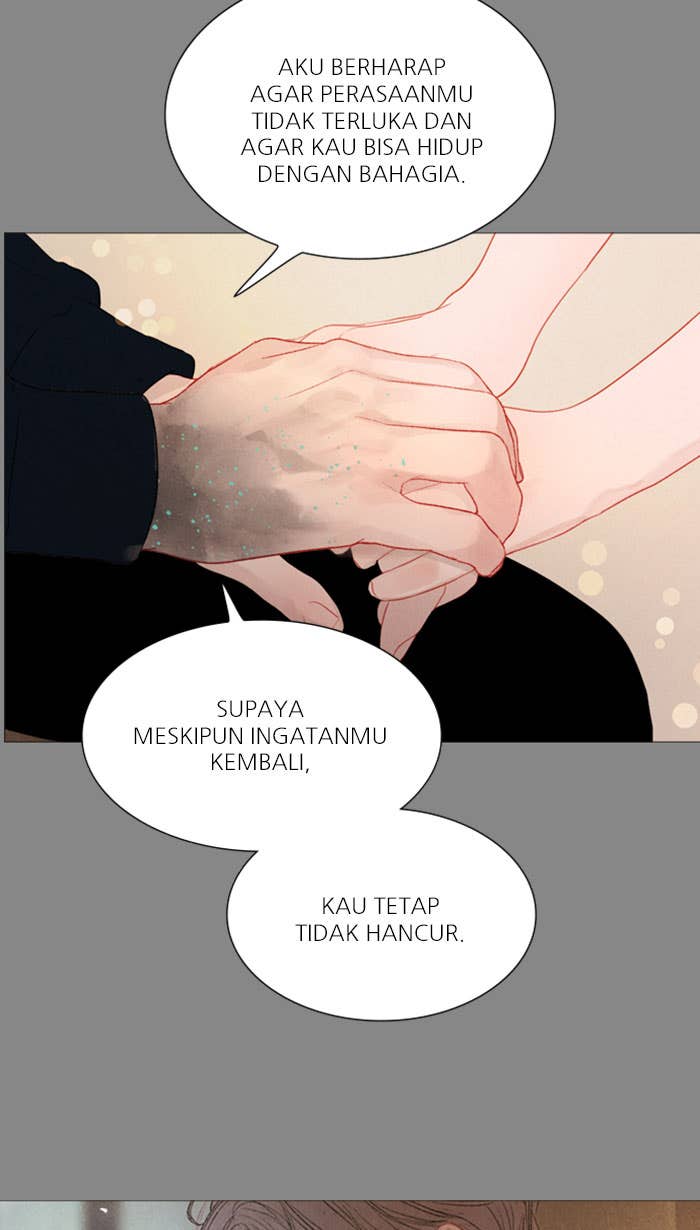 AKU BERHARAP
AGAR PERASAANMU
TIDAK TERLUKA DAN
AGAR KAU BISA HIDUP
DENGAN BAHAGIA.
SUPAYA
MESKIPUN INGATANMU
KEMBALI,
KAU TETAP
TIDAK HANCUR.